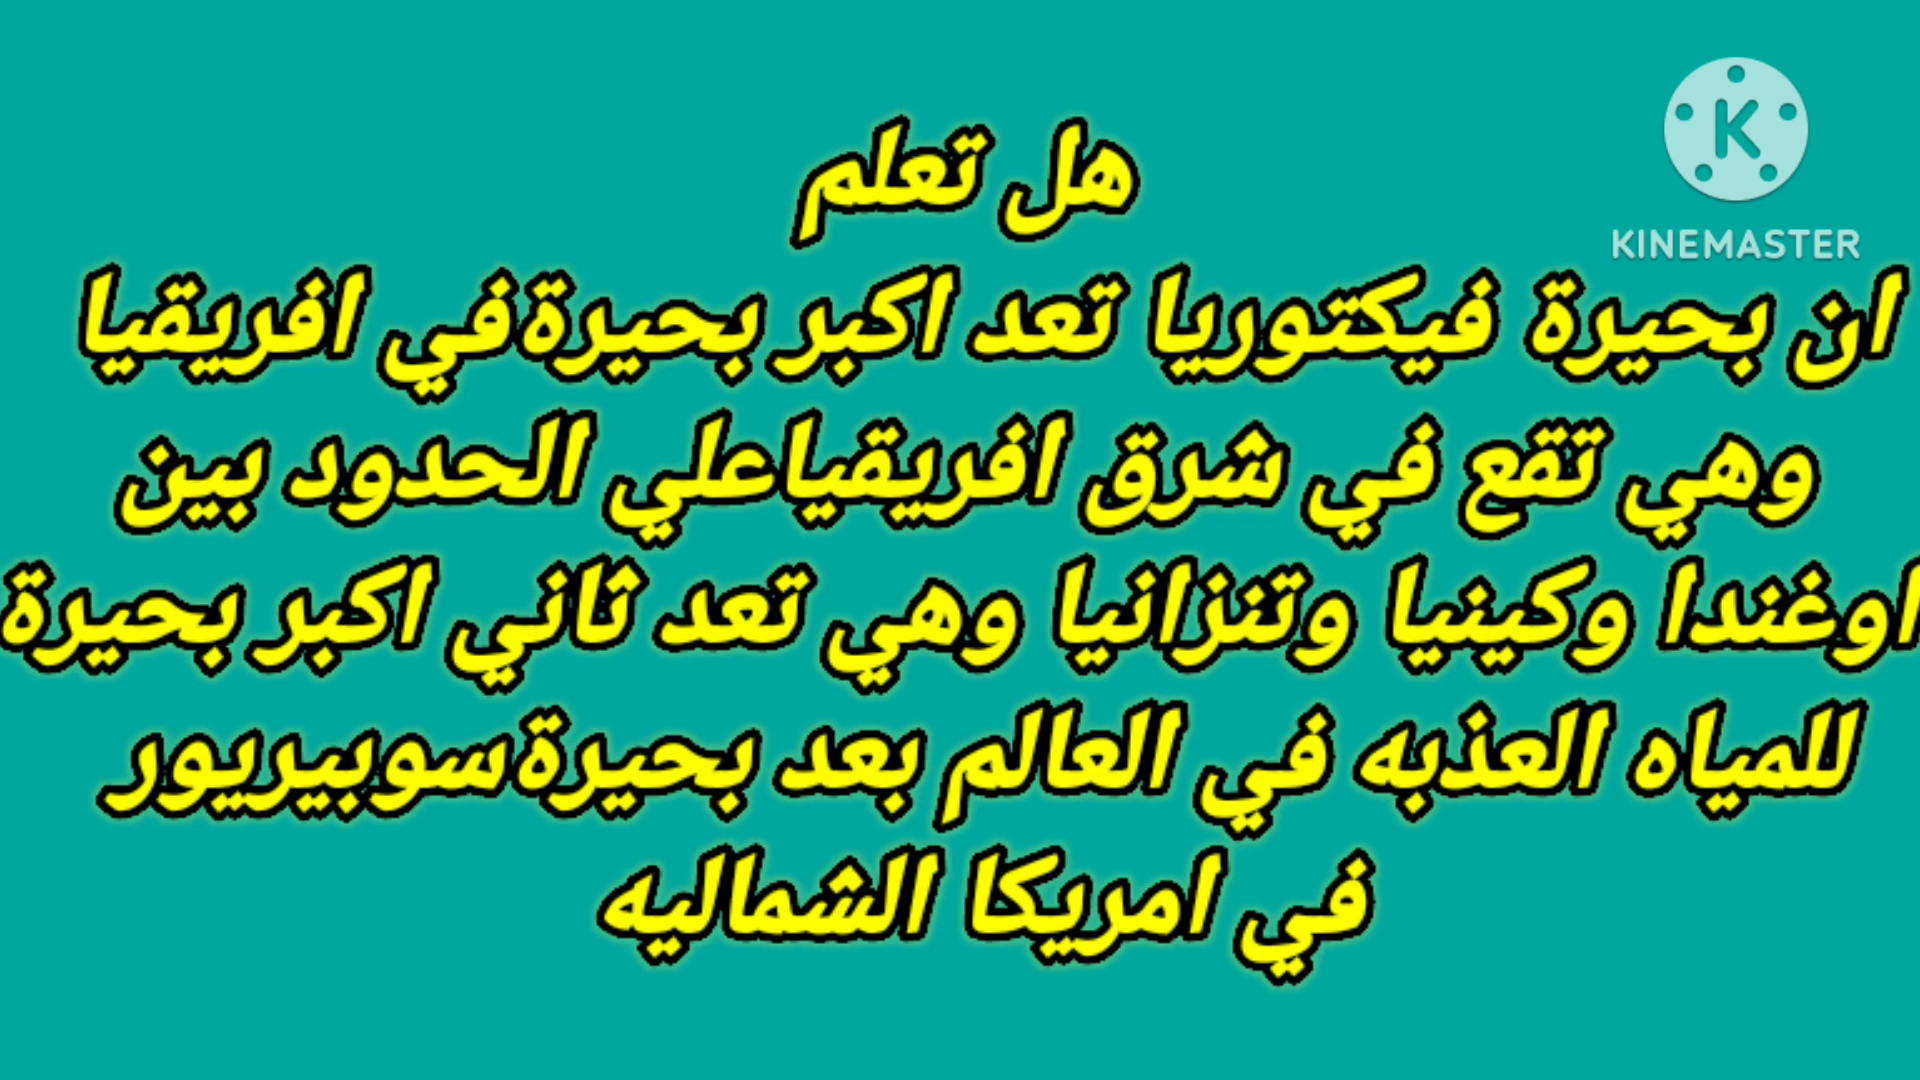 هل تعلم
KINEMASTER
ان بحيرة فيكتوريا تعد اكبر بحيرةفي افريقيا
وهي تقع في شرق افريقياعلي الحدود بين
اوغندا وكينيا وتنزانيا وهي تعد ثاني اكبر بحيرة
للمياه العذبه في العالم بعد بحيرةسوبيريور
في امريكا الشماليه